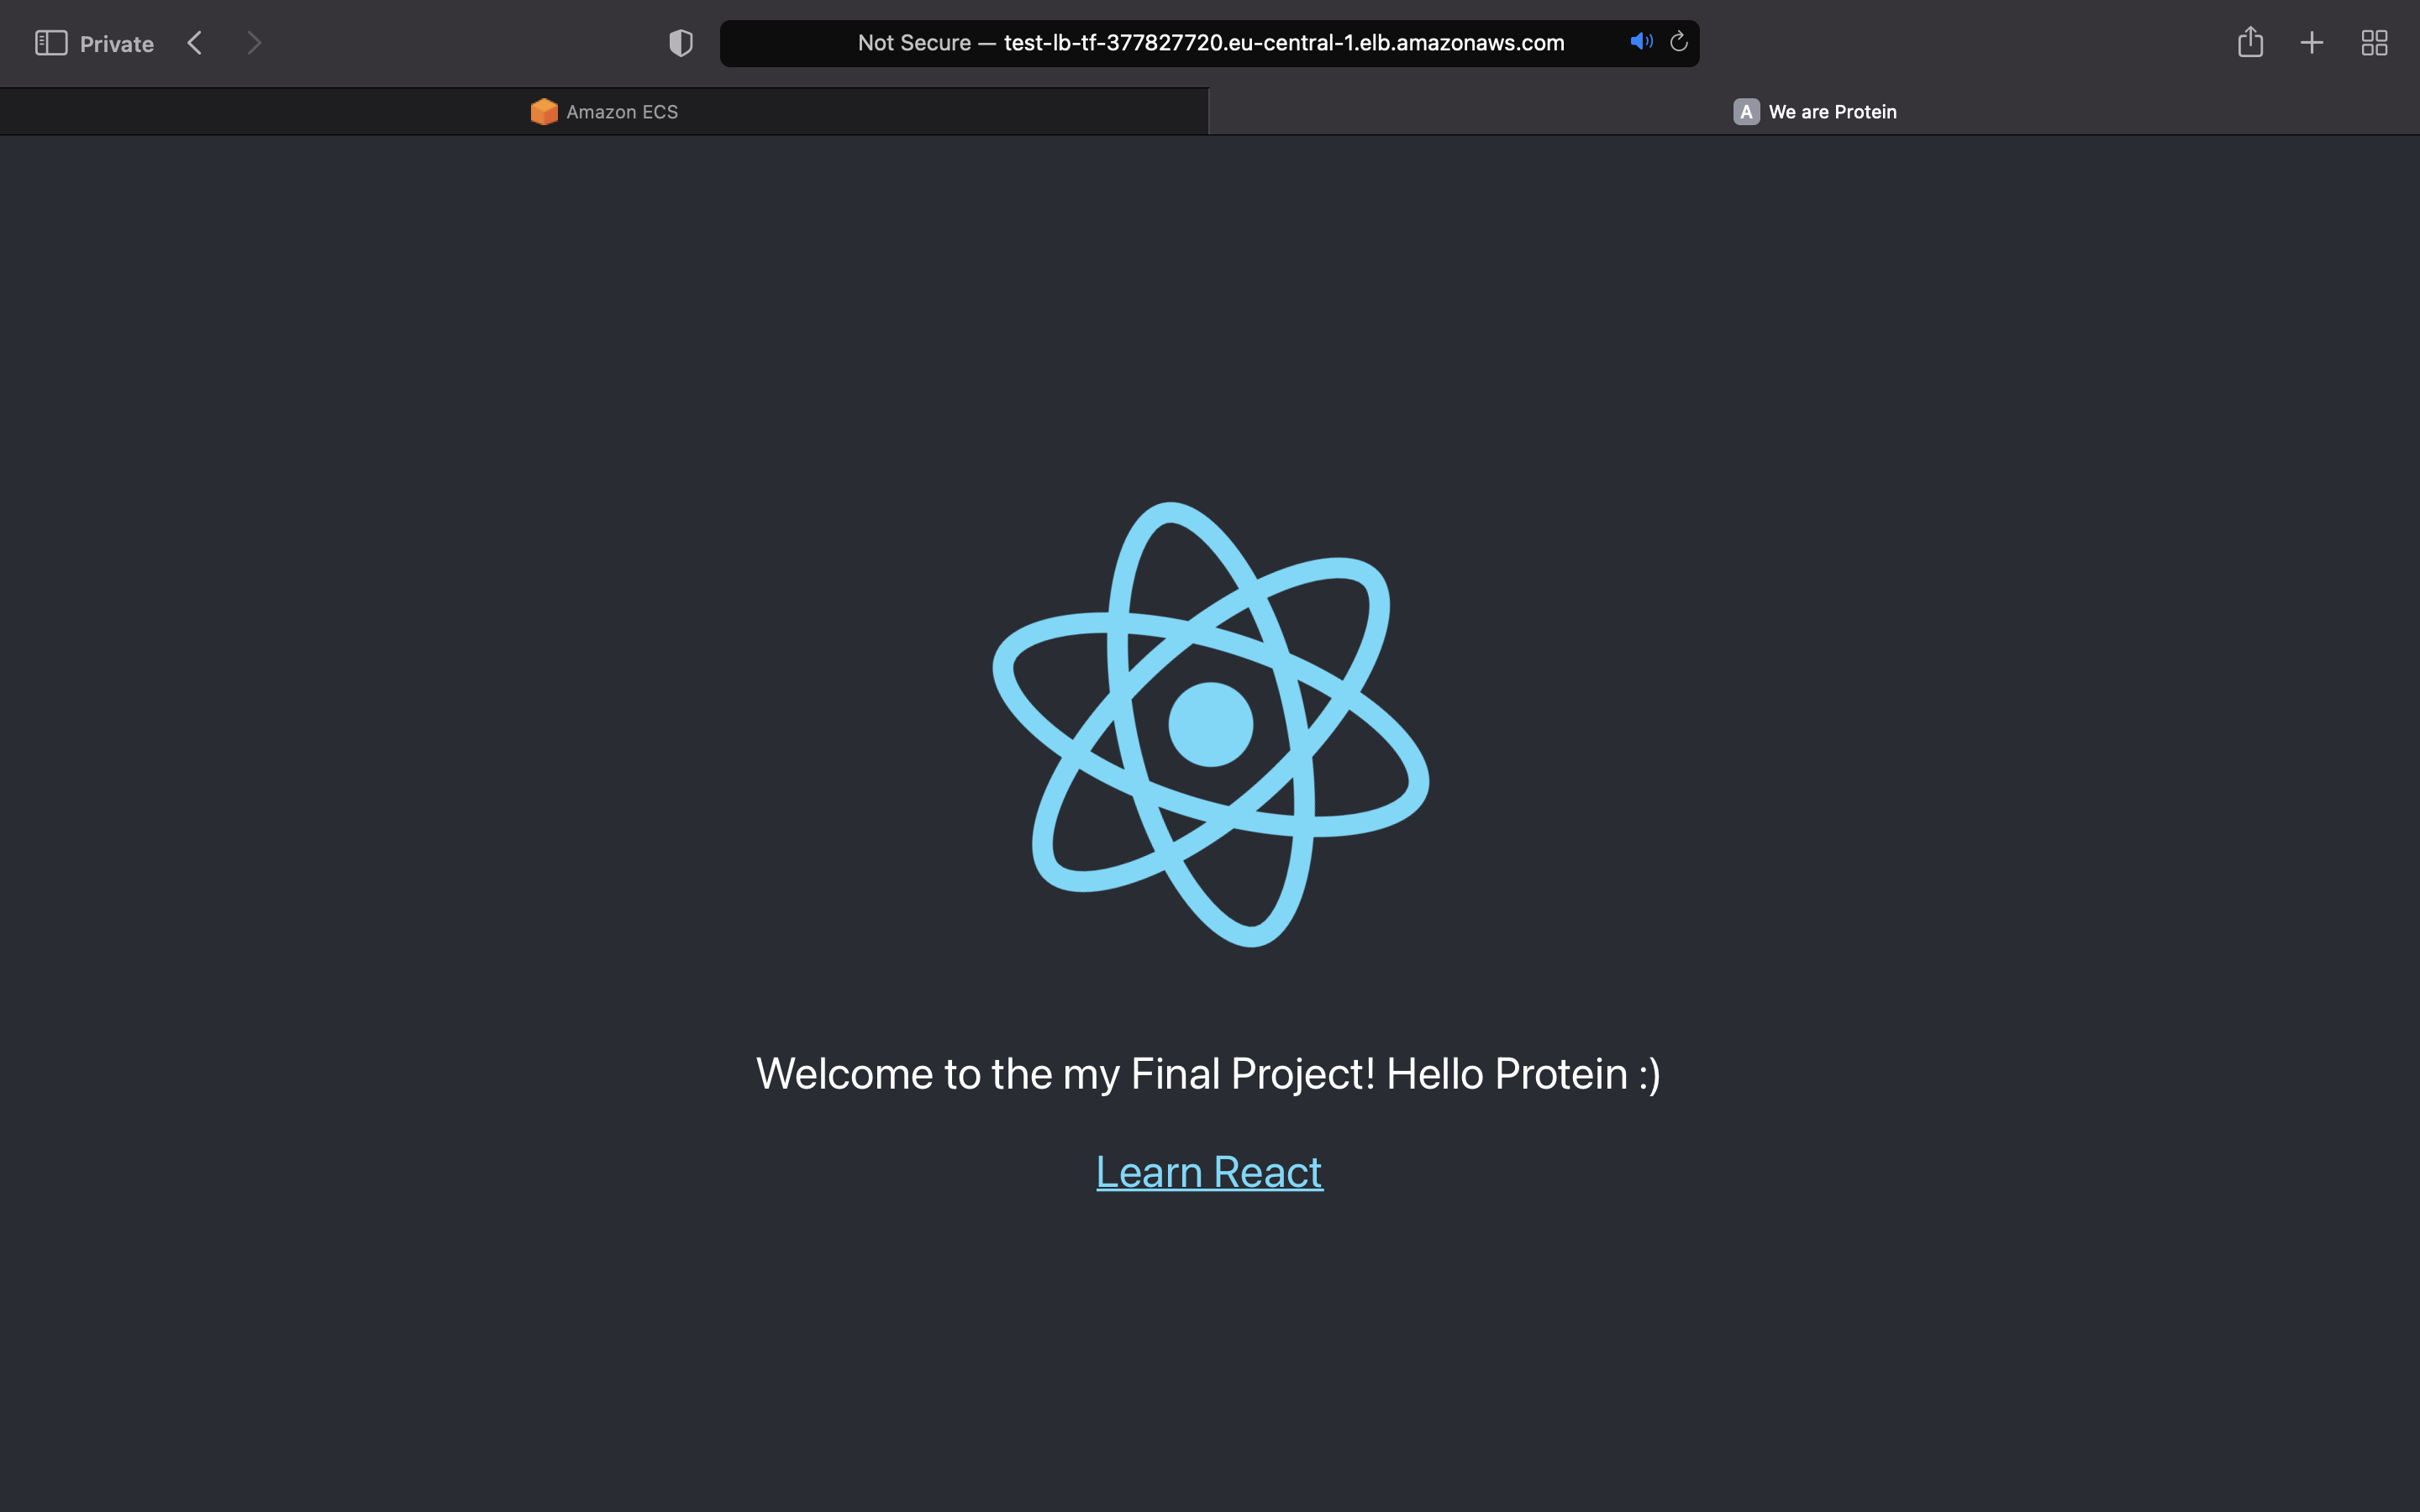 Private
Not Secure — test-lb-tf-377827720.eu-central-1.elb.amazonaws.com
Amazon ECS
A We are Protein
Welcome to the my Final Project! Hello Protein :)
Learn React